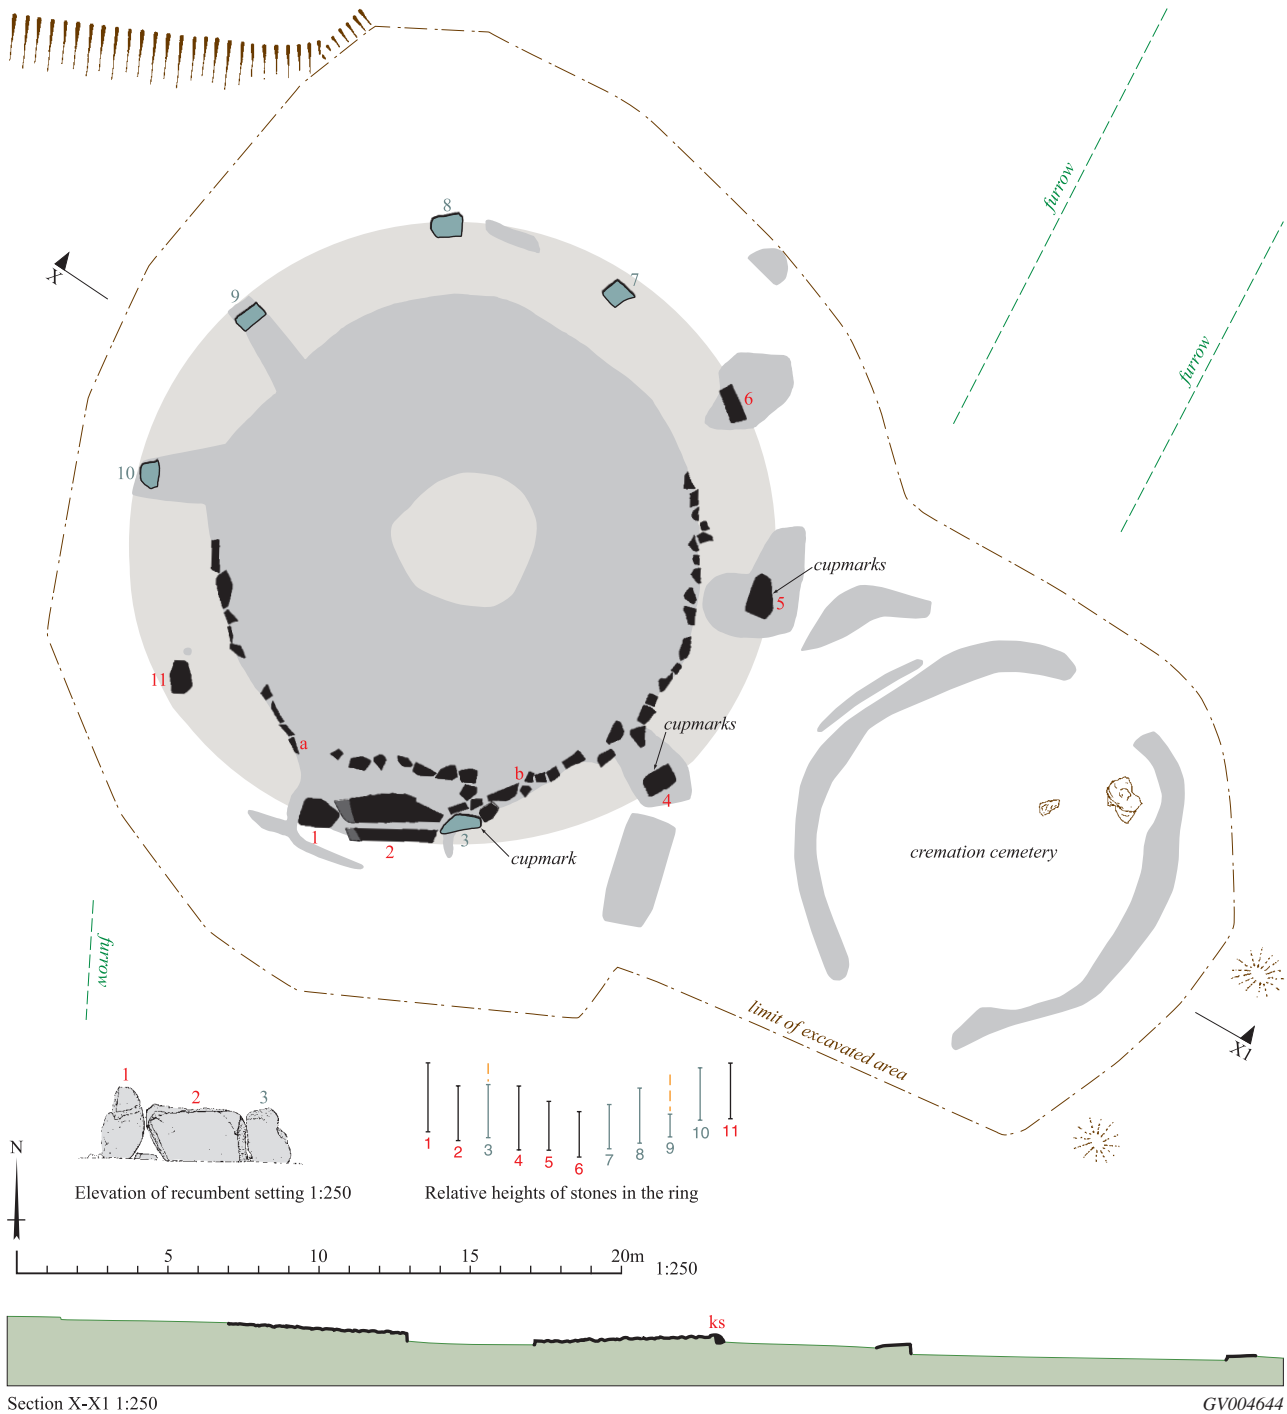 furrow
8
X
7
9
furrow
6
10
cupmarks
5
11
cupmarks
a
b
4
1
3
2
cupmark
cremation cemetery
furrow
limit of excavated area
X1
1
2
3
1
2
3
4
5
6
7
8
9
10
11
N
Elevation of recumbent setting 1:250
Relative heights of stones in the ring
5
10
15
20m
1:250
ks
Section X-X1 1:250
GV004644